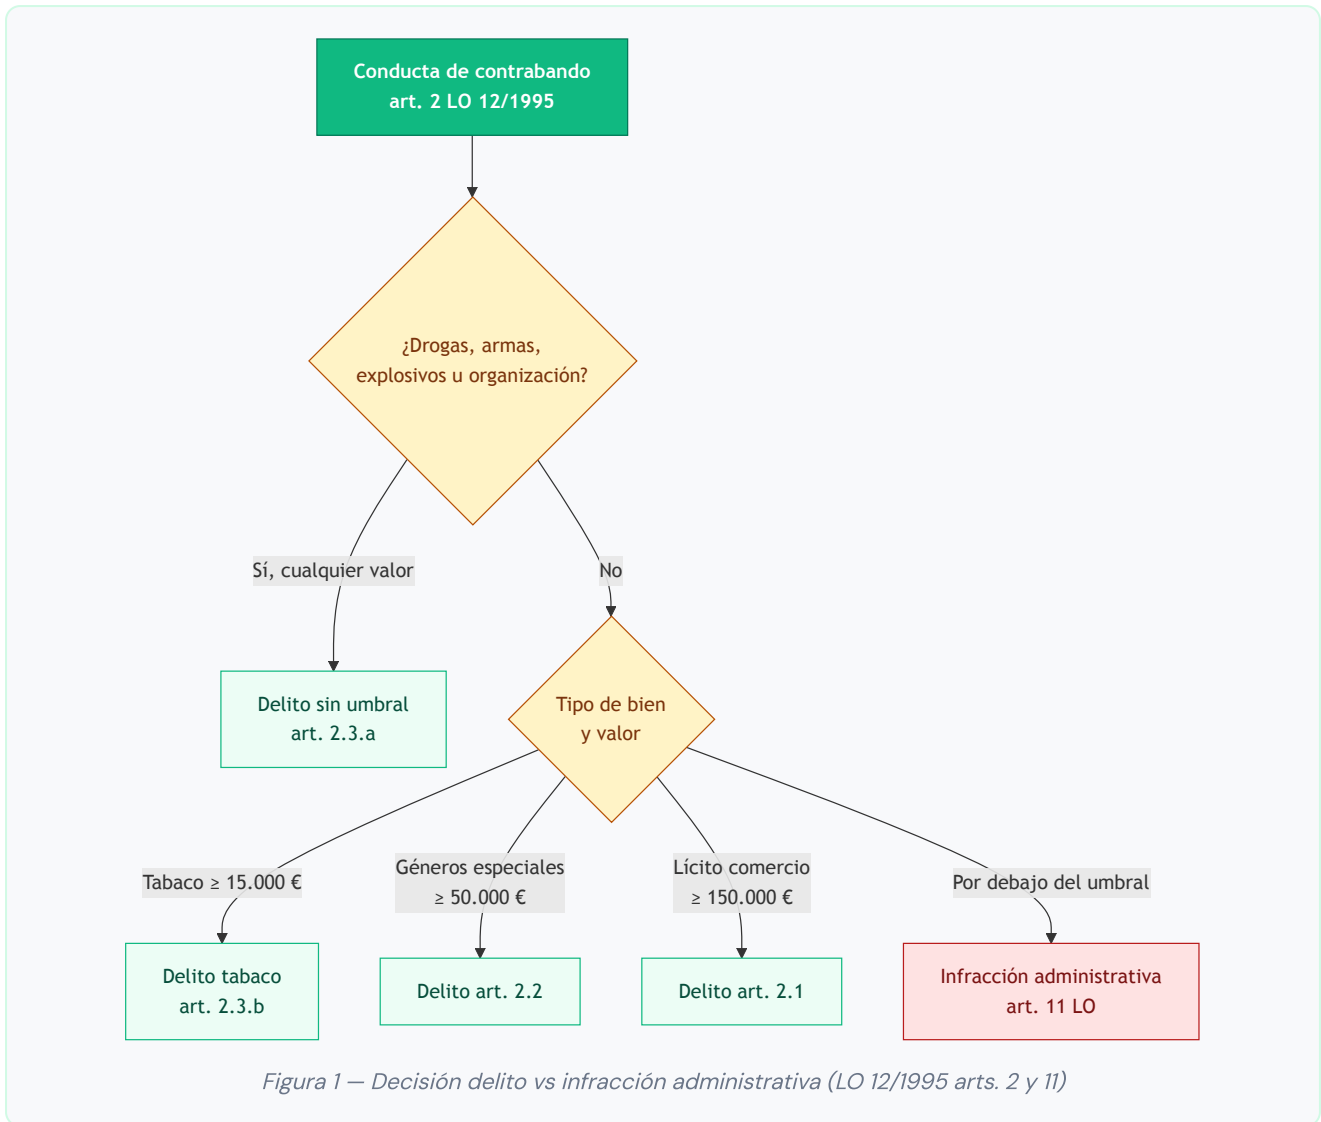 Conducta de contrabando
art. 2 LO 12/1995
¿Drogas, armas,
explosivos u organización?
Sí, cualquier valor
No
Delito sin umbral
art. 2.3.a
Tipo de bien
y valor
Tabaco ≥ 15.000 €
Géneros especiales
≥ 50.000 €
Lícito comercio
≥ 150.000 €
Por debajo del umbral
Delito tabaco
art. 2.3.b
Delito art. 2.2
Delito art. 2.1
Infracción administrativa
art. 11 LO
Figura 1 — Decisión delito vs infracción administrativa (LO 12/1995 arts. 2 y 11)